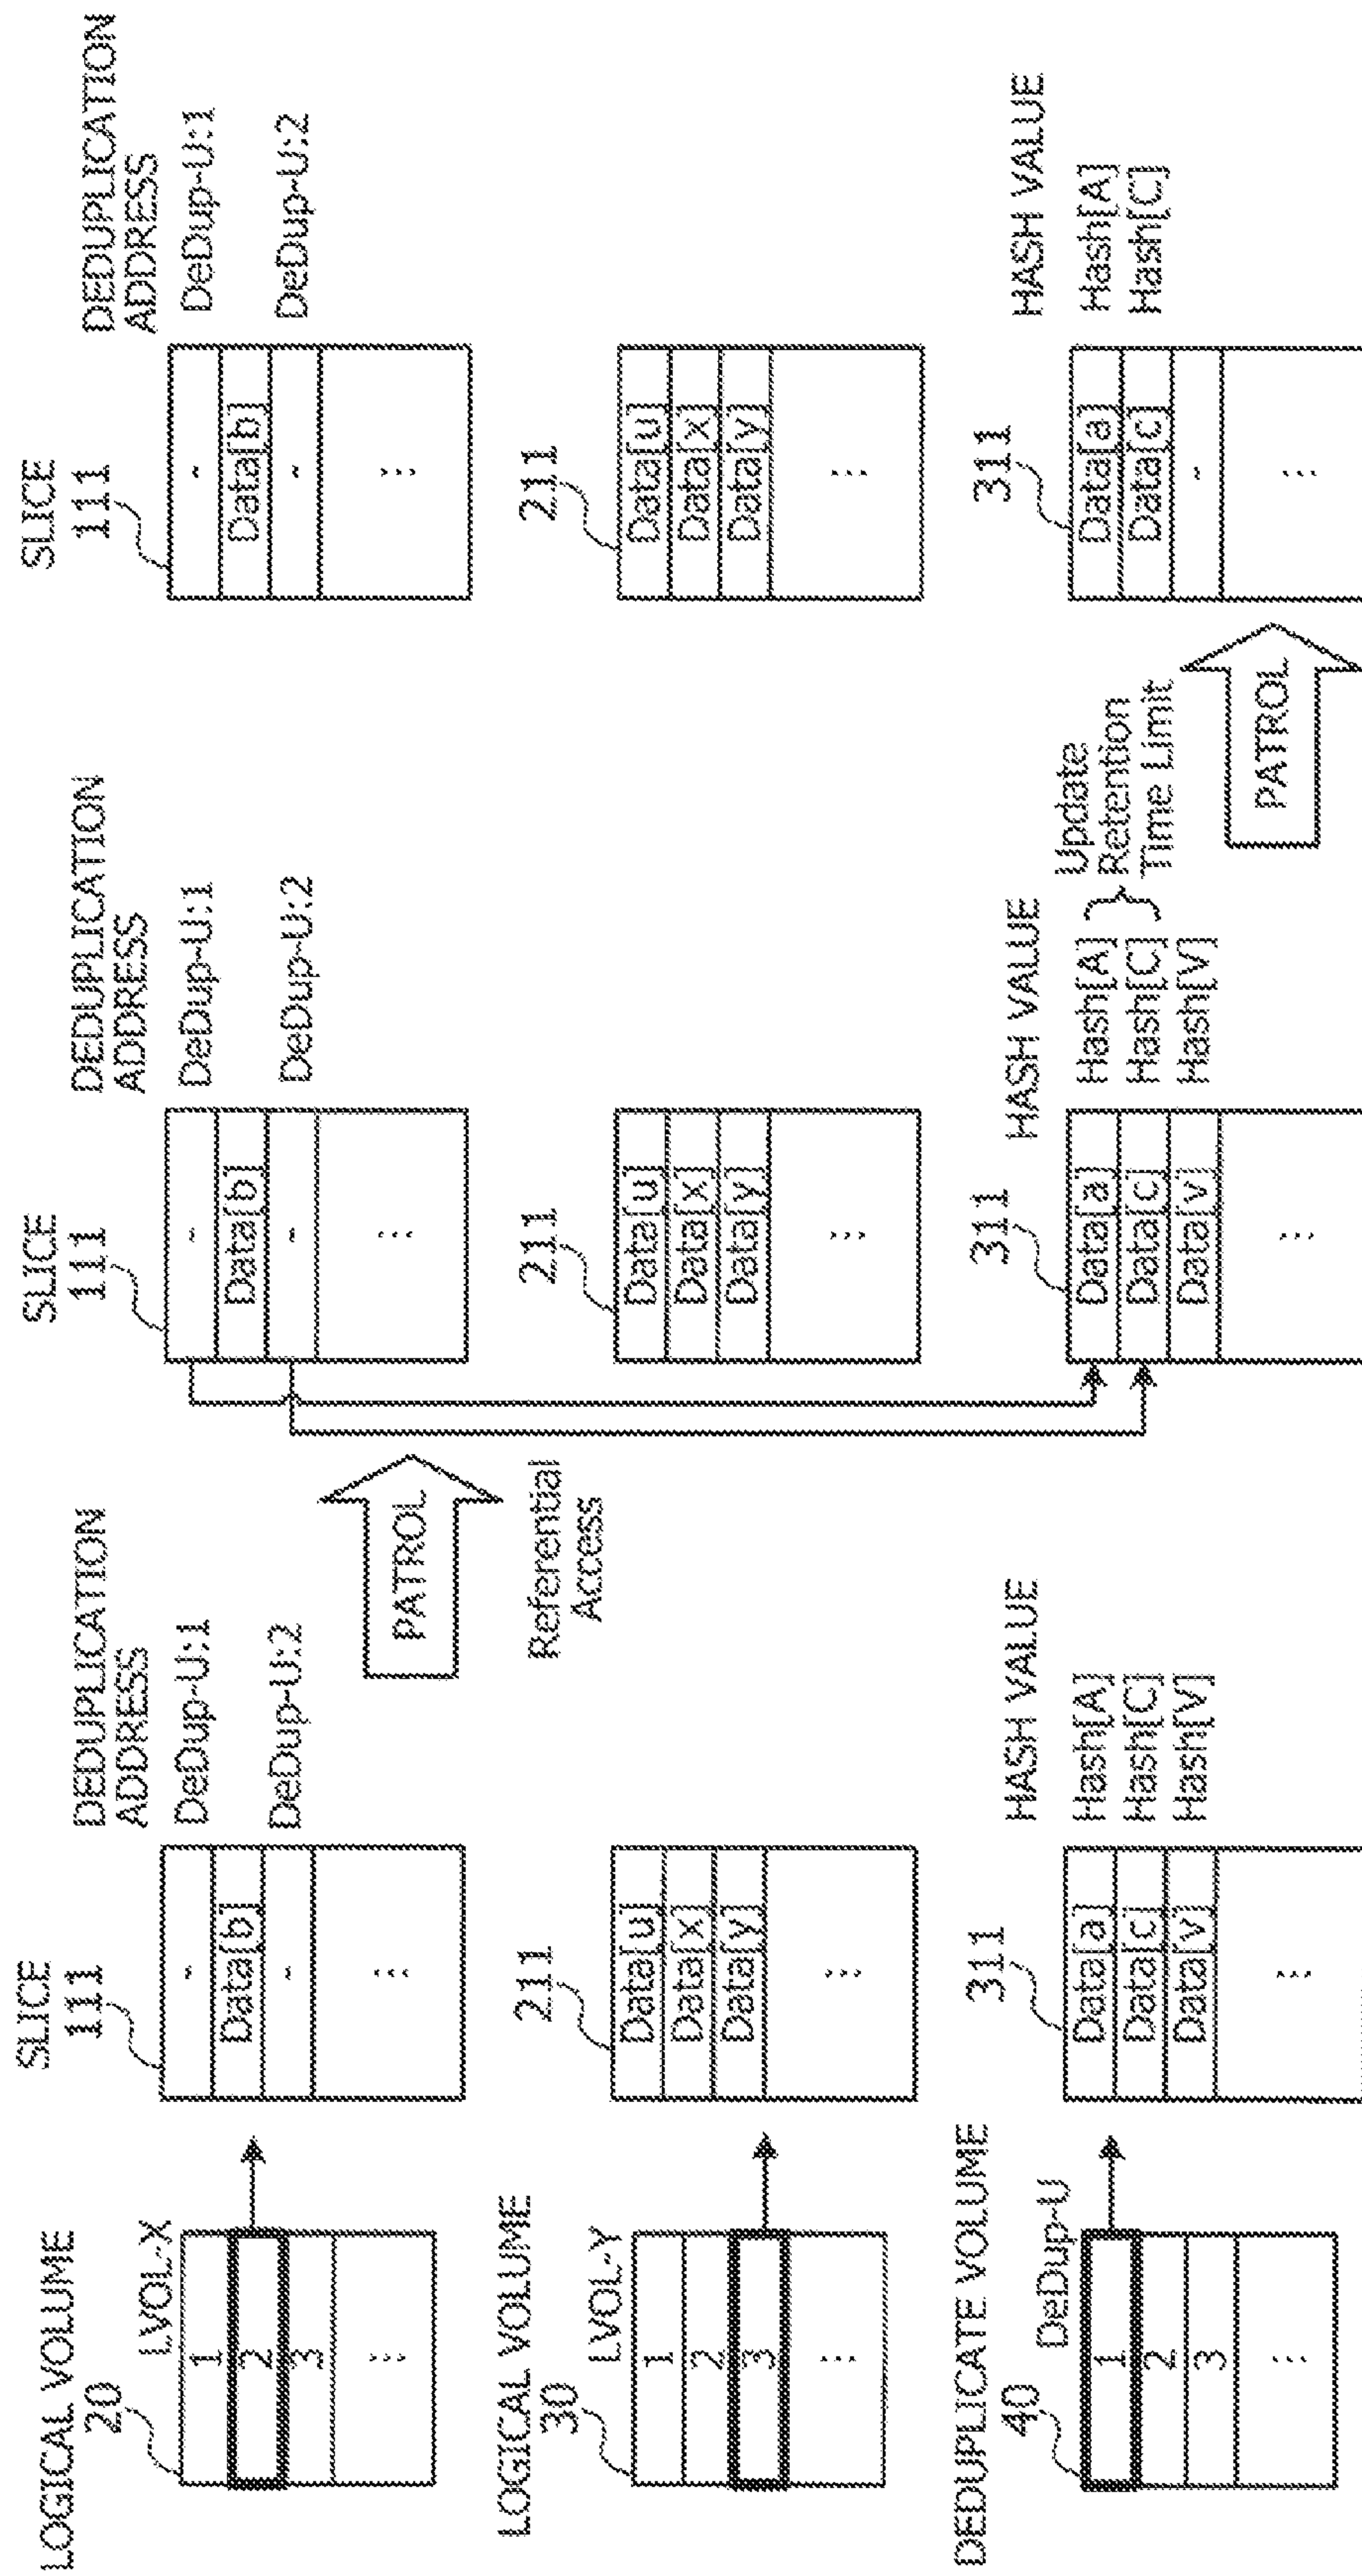 LOGICAL VOLUME
20
LVOL-X
1
2
3
...
SLICE
111
-
Data[b]
-
...
DEDUPLICATION
ADDRESS
DeDup-U:1
DeDup-U:2
PATROL
Referential
Access
SLICE
111
-
Data[b]
-
...
DEDUPLICATION
ADDRESS
DeDup-U:1
DeDup-U:2
SLICE
111
-
Data[b]
-
...
DEDUPLICATION
ADDRESS
DeDup-U:1
DeDup-U:2
LOGICAL VOLUME
30
LVOL-Y
1
2
3
...
211
Data[u]
Data[x]
Data[y]
...
211
Data[u]
Data[x]
Data[y]
...
211
Data[u]
Data[x]
Data[y]
...
DEDUPLICATE VOLUME
40
DeDup-U
1
2
3
...
311
Data[a]
Data[c]
Data[v]
...
HASH VALUE
Hash[A]
Hash[C]
Hash[V]
311
Data[a]
Data[c]
Data[v]
...
HASH VALUE
Hash[A]
Hash[C]
Hash[V]
Update
Retention
Time Limit
PATROL
311
Data[a]
Data[c]
-
...
HASH VALUE
Hash[A]
Hash[C]